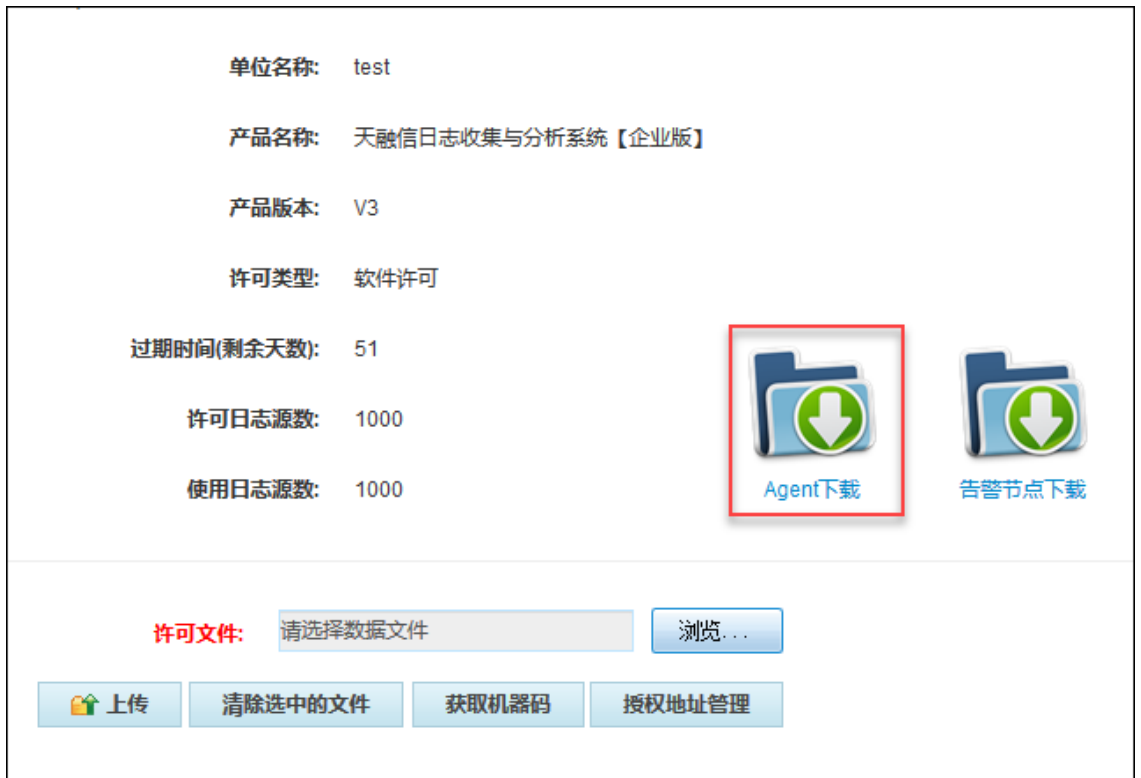 单位名称: test
产品名称: 天融信日志收集与分析系统【企业版】
产品版本: V3
许可类型: 软件许可
过期时间(剩余天数): 51
许可日志源数: 1000
使用日志源数: 1000
Agent下载 告警节点下载
许可文件: 请选择数据文件 浏览...
上传 清除选中的文件 获取机器码 授权地址管理